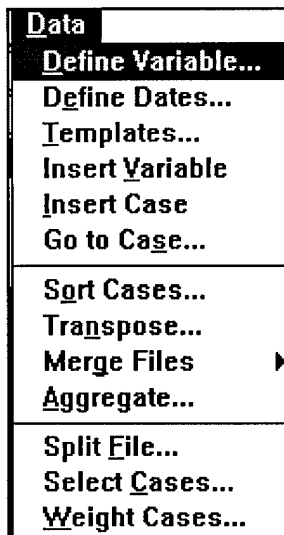 Data
Define Variable...
Define Dates...
Templates...
Insert Variable
Insert Case
Go to Case...
Sort Cases...
Transpose...
Merge Files
Aggregate...
Split File...
Select Cases...
Weight Cases...